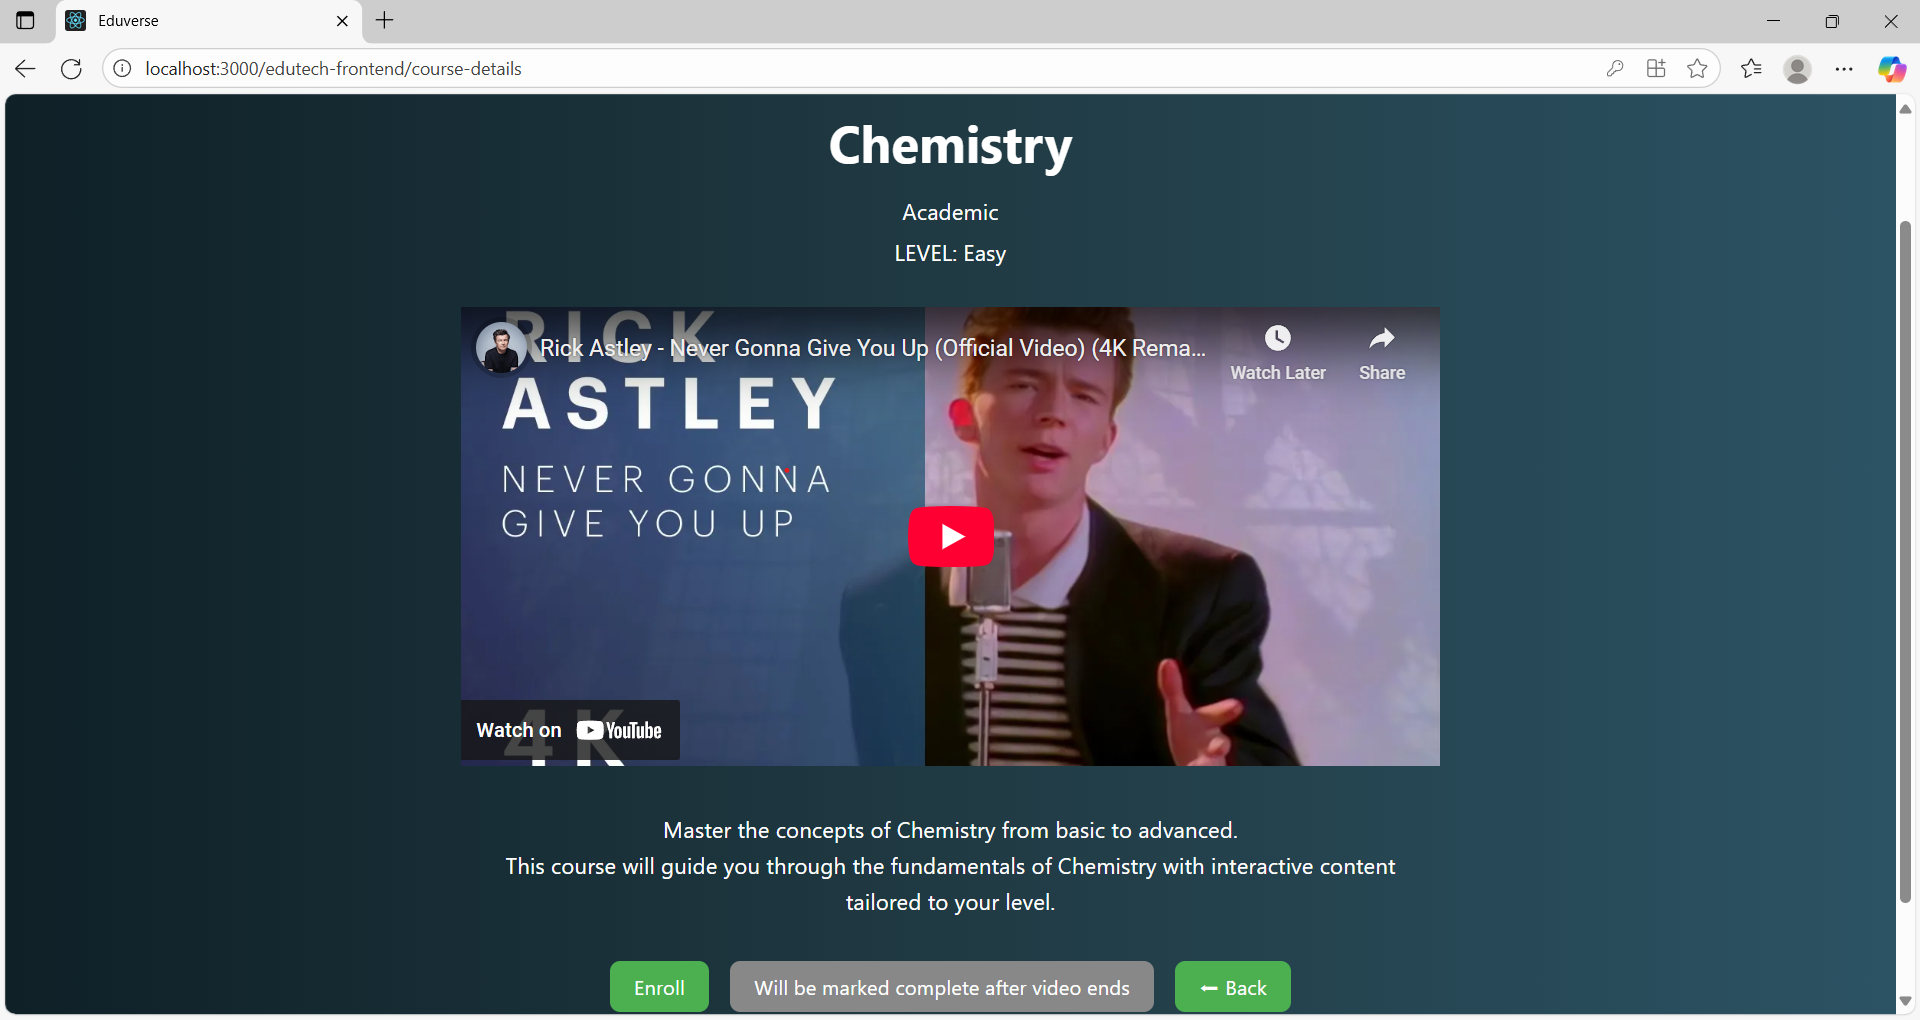 Eduverse
localhost:3000/edutech-frontend/course-details
Chemistry
Academic
LEVEL: Easy
Rick Astley - Never Gonna Give You Up (Official Video) (4K Rema...
Watch Later
Share
RICK
ASTLEY
NEVER GONNA
GIVE YOU UP
4K
Watch on YouTube
Master the concepts of Chemistry from basic to advanced.
This course will guide you through the fundamentals of Chemistry with interactive content
tailored to your level.
Enroll
Will be marked complete after video ends
← Back